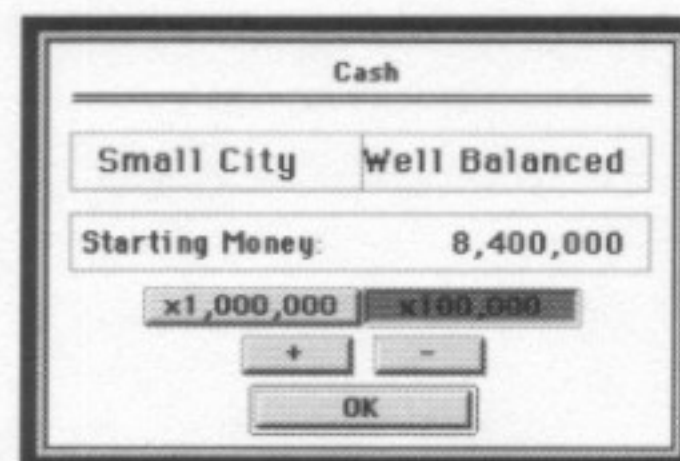 Cash
Small City Well Balanced
Starting Money: 8,400,000
x1,000,000 x100,000
+ -
OK